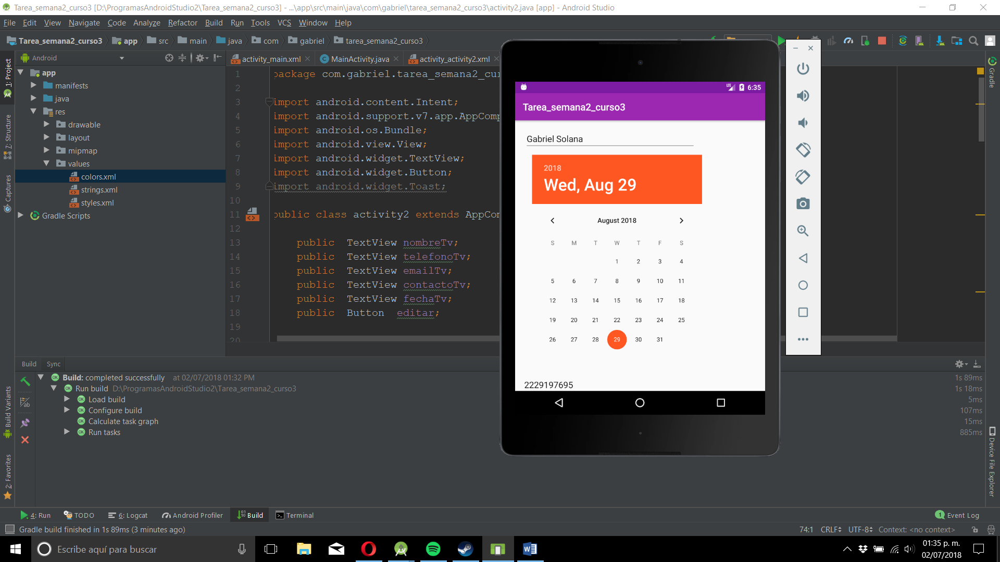 Tarea_semana2_curso3 [D:\ProgramasAndroidStudio2\Tarea_semana2_curso3] - ...\app\src\main\java\com\gabriel\tarea_semana2_curso3\activity2.java [app] - Android Studio
File Edit View Navigate Code Analyze Refactor Build Run Tools VCS Window Help
Tarea_semana2_curso3 app src main java com gabriel tarea_semana2_curso3
Android
activity_main.xml MainActivity.java activity_activity2.xml
1: Project
7: Structure
Captures
Build Variants
2: Favorites
app
manifests
java
res
drawable
layout
mipmap
values
colors.xml
strings.xml
styles.xml
Gradle Scripts
1 package com.gabriel.tarea_semana2_cur
2
3 import android.content.Intent;
4 import android.support.v7.app.AppComp
5 import android.os.Bundle;
6 import android.view.View;
7 import android.widget.TextView;
8 import android.widget.Button;
9 import android.widget.Toast;
10
11 public class activity2 extends AppCom
12
13 public TextView nombreTv;
14 public TextView telefonoTv;
15 public TextView emailTv;
16 public TextView contactoTv;
17 public TextView fechaTv;
18 public Button editar;
19
20
LTE 6:35
Tarea_semana2_curso3
Gabriel Solana
2018
Wed, Aug 29
August 2018
S M T W T F S
1 2 3 4
5 6 7 8 9 10 11
12 13 14 15 16 17 18
19 20 21 22 23 24 25
26 27 28 29 30 31
2229197695
Gradle
Device File Explorer
Build Sync
Build: completed successfully at 02/07/2018 01:32 PM 1s 89ms
Run build D:\ProgramasAndroidStudio2\Tarea_semana2_curso3 1s 18ms
Load build 5ms
Configure build 107ms
Calculate task graph 15ms
Run tasks 885ms
4: Run TODO 6: Logcat Android Profiler Build Terminal 1 Event Log
Gradle build finished in 1s 89ms (3 minutes ago) 74:1 CRLF UTF-8 Context: <no context>
Escribe aquí para buscar
01:35 p. m.
02/07/2018